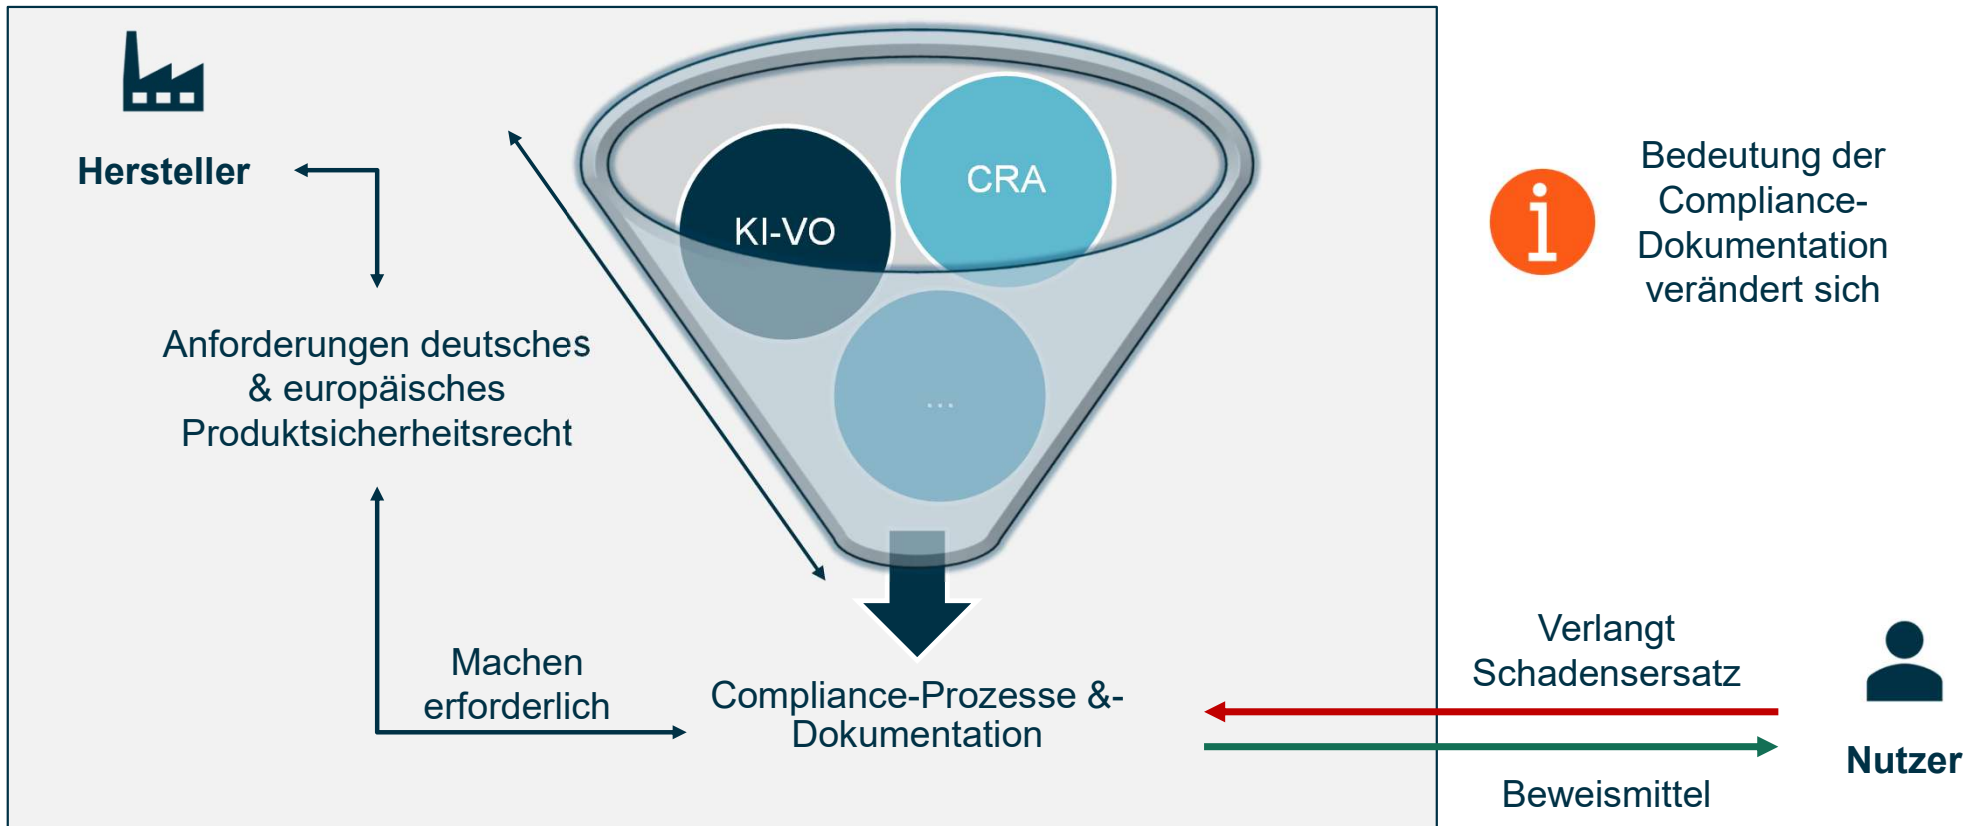 Hersteller
KI-VO
CRA
...
Anforderungen deutsches
& europäisches
Produktsicherheitsrecht
Machen
erforderlich
Compliance-Prozesse &-
Dokumentation
Bedeutung der
Compliance-
Dokumentation
verändert sich
Verlangt
Schadensersatz
Nutzer
Beweismittel